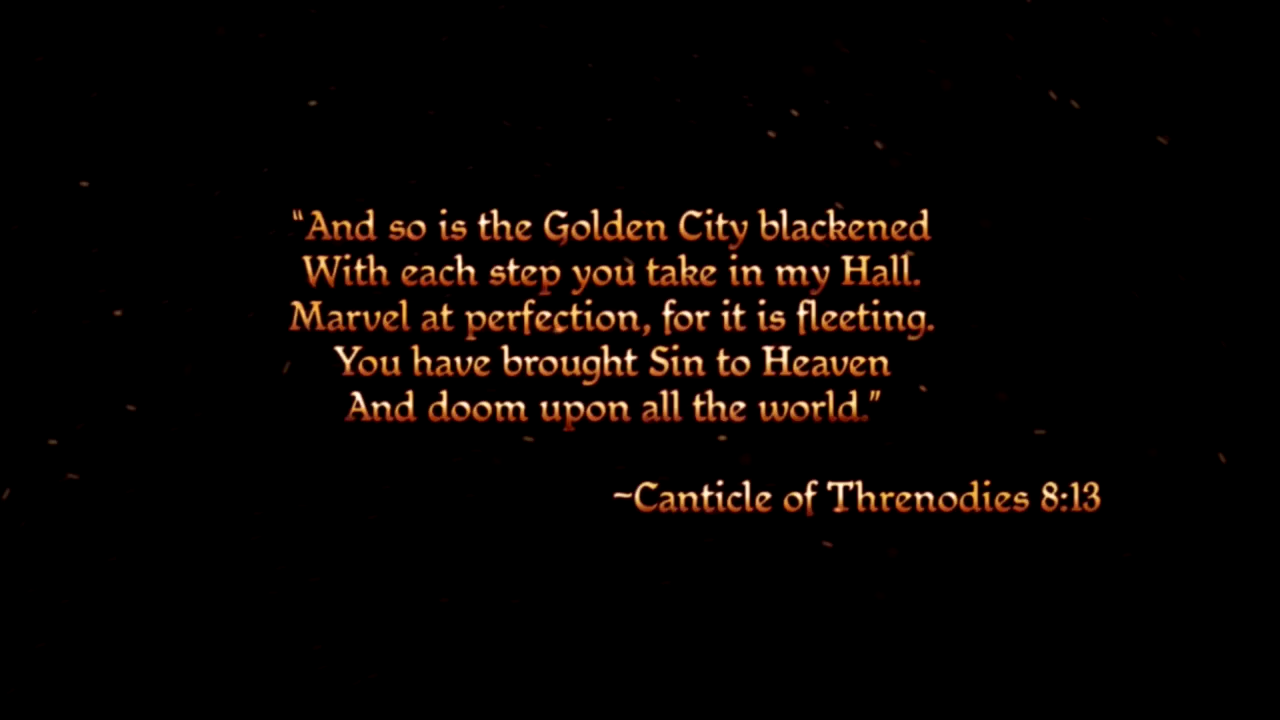 “And so is the Golden City blackened
With each step you take in my Hall.
Marvel at perfection, for it is fleeting.
You have brought Sin to Heaven
And doom upon all the world.”
~Canticle of Threnodies 8:13